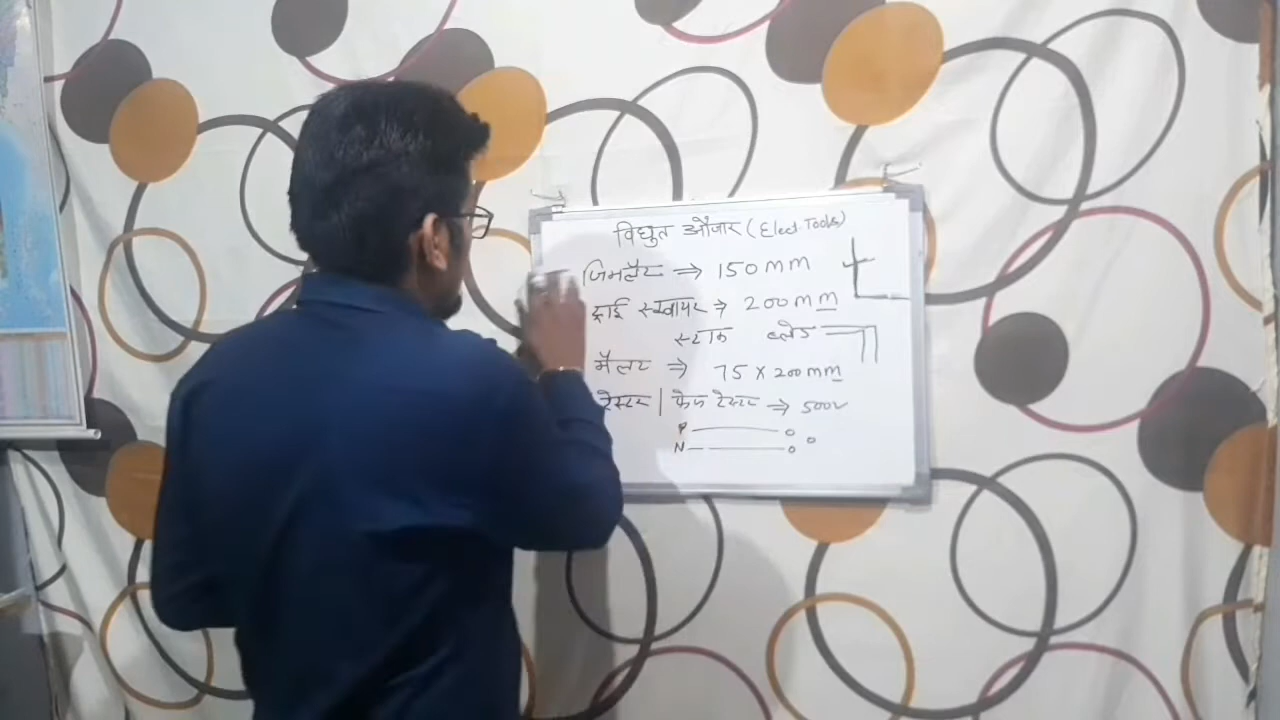 विद्युत औजार (Elect. Tools)
जिमलैट ⇒ 150 mm
ट्राई स्क्वायर → 200 mm
स्टाक ब्लेड
मैलट ⇒ 75 x 200 mm
टेस्टर | फेज टेस्टर ⇒ 500V
P
N